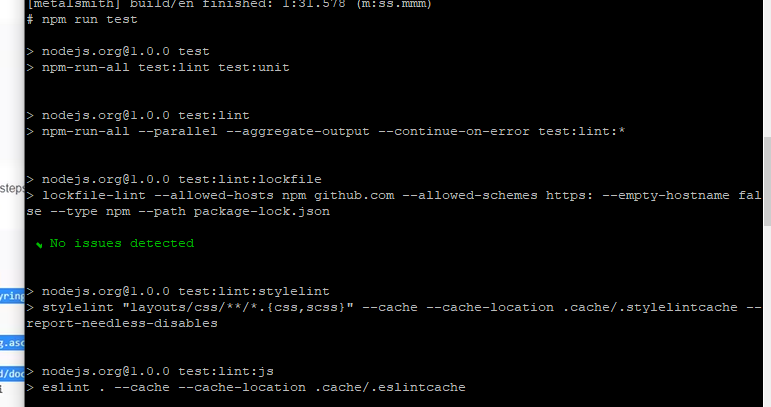 [metalsmith] build/en finished: 1:31.578 (m:ss.mmm)
# npm run test
> nodejs.org@1.0.0 test
> npm-run-all test:lint test:unit
> nodejs.org@1.0.0 test:lint
> npm-run-all --parallel --aggregate-output --continue-on-error test:lint:*
> nodejs.org@1.0.0 test:lint:lockfile
steps
> lockfile-lint --allowed-hosts npm github.com --allowed-schemes https: --empty-hostname fal
se --type npm --path package-lock.json
No issues detected
> nodejs.org@1.0.0 test:lint:stylelint
yring
> stylelint "layouts/css/**/*.{css,scss}" --cache --cache-location .cache/.stylelintcache --
report-needless-disables
g.asc
> nodejs.org@1.0.0 test:lint:js
d/doc
> eslint . --cache --cache-location .cache/.eslintcache